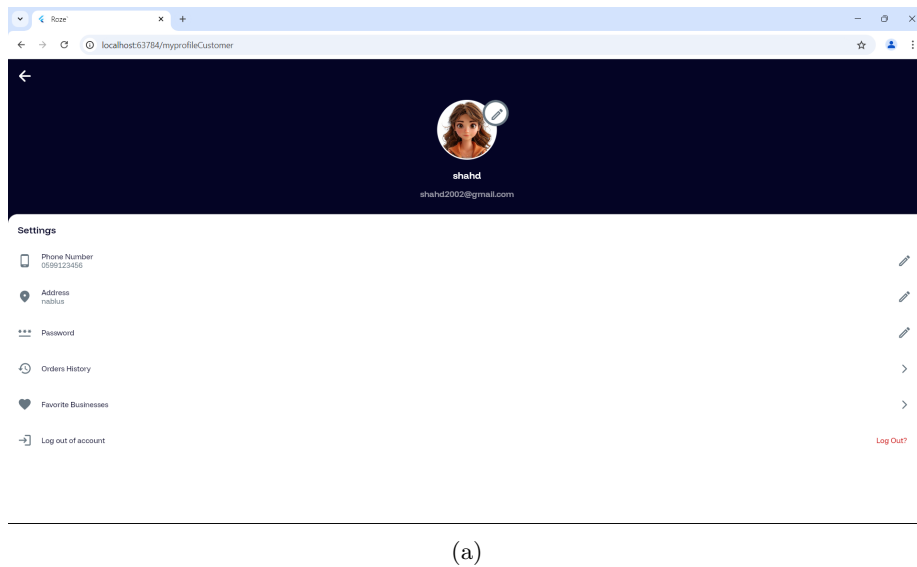 Roze`
localhost:63784/myprofileCustomer
shahd
shahd2002@gmail.com
Settings
Phone Number
0599123456
Address
nablus
Password
Orders History
Favorite Businesses
Log out of account
Log Out?
(a)